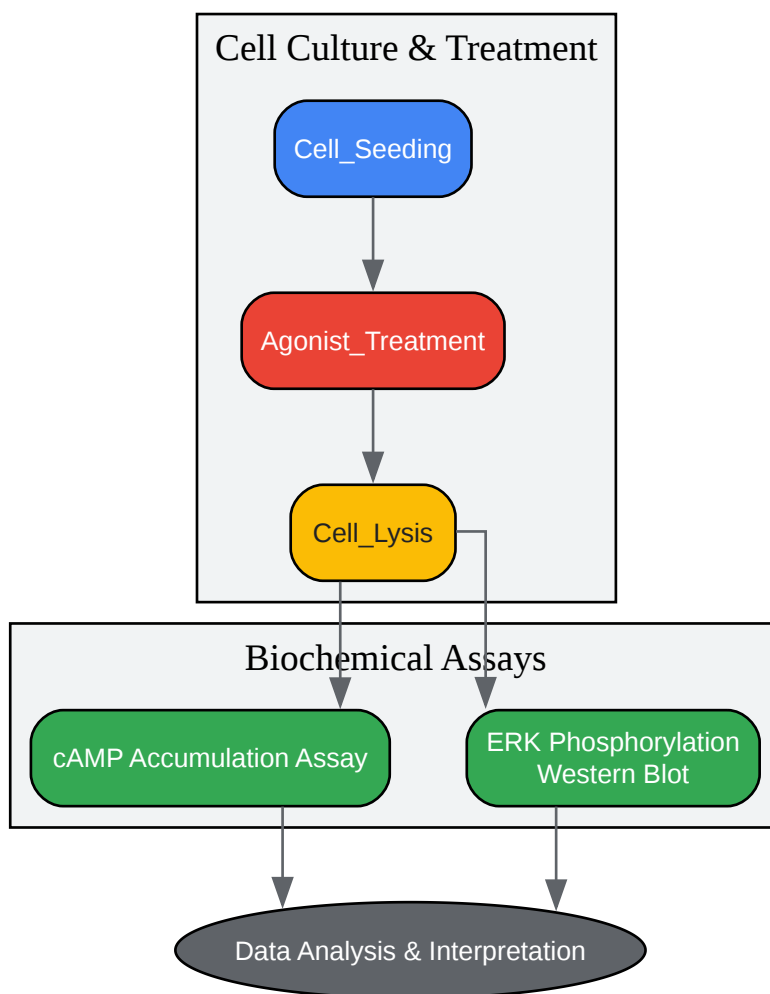 Cell Culture & Treatment
Cell_Seeding
Agonist_Treatment
Cell_Lysis
Biochemical Assays
cAMP Accumulation Assay
ERK Phosphorylation
Western Blot
Data Analysis & Interpretation